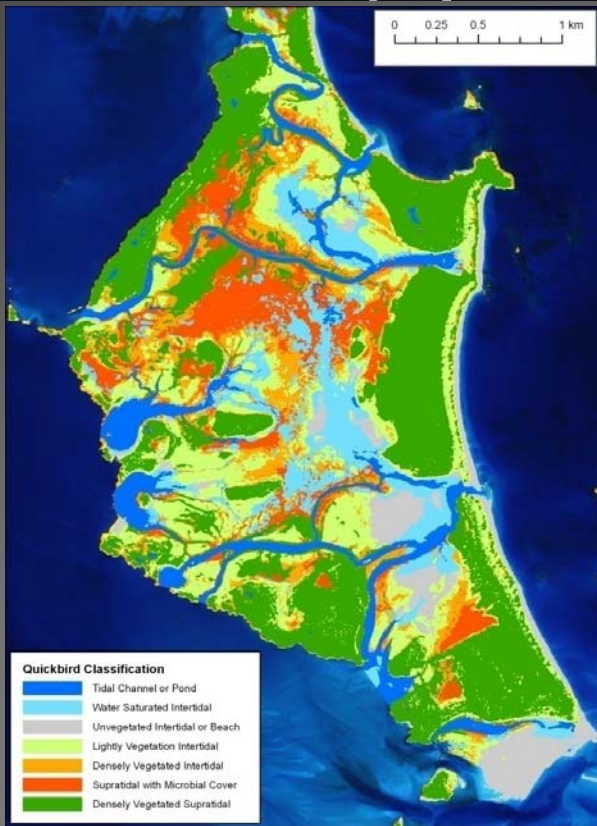 0 0.25 0.5 1 km
Quickbird Classification
Tidal Channel or Pond
Water Saturated Intertidal
Unvegetated Intertidal or Beach
Lightly Vegetation Intertidal
Densely Vegetated Intertidal
Supratidal with Microbial Cover
Densely Vegetated Supratidal